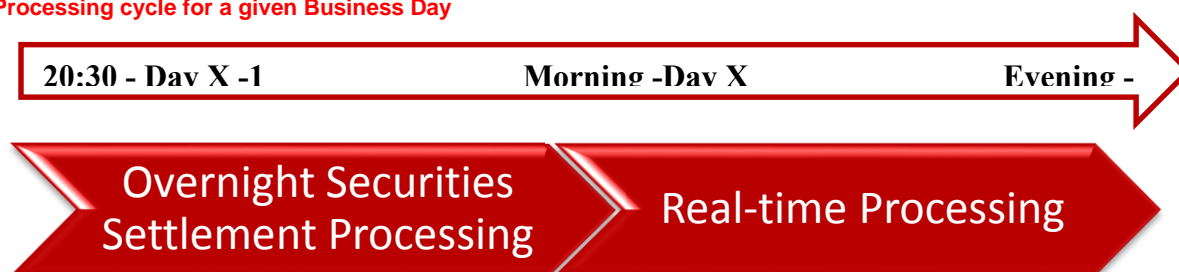 Processing cycle for a given Business Day
20:30 - Day X -1 Morning -Day X Evening -
Overnight Securities
Settlement Processing
Real-time Processing